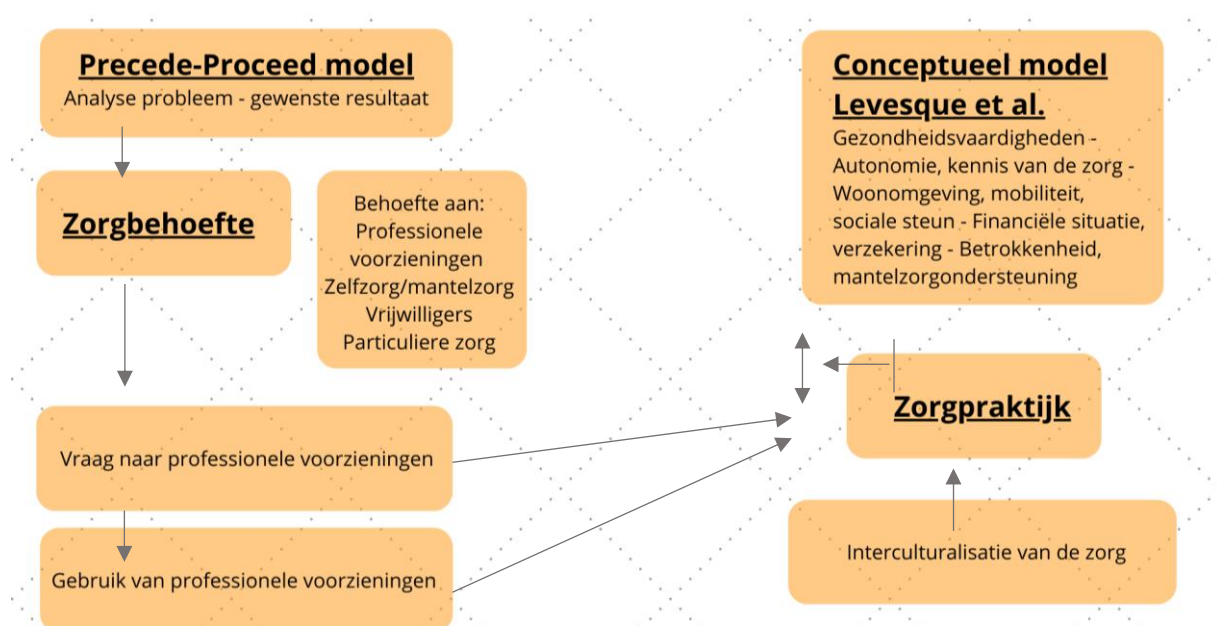 Precede-Proceed model
Analyse probleem - gewenste resultaat
Zorgbehoefte
Behoefte aan:
Professionele
voorzieningen
Zelfzorg/mantelzorg
Vrijwilligers
Particuliere zorg
Vraag naar professionele voorzieningen
Gebruik van professionele voorzieningen
Conceptueel model
Levesque et al.
Gezondheidsvaardigheden -
Autonomie, kennis van de zorg -
Woonomgeving, mobiliteit,
sociale steun - Financiële situatie,
verzekering - Betrokkenheid,
mantelzorgondersteuning
Zorgpraktijk
Interculturalisatie van de zorg